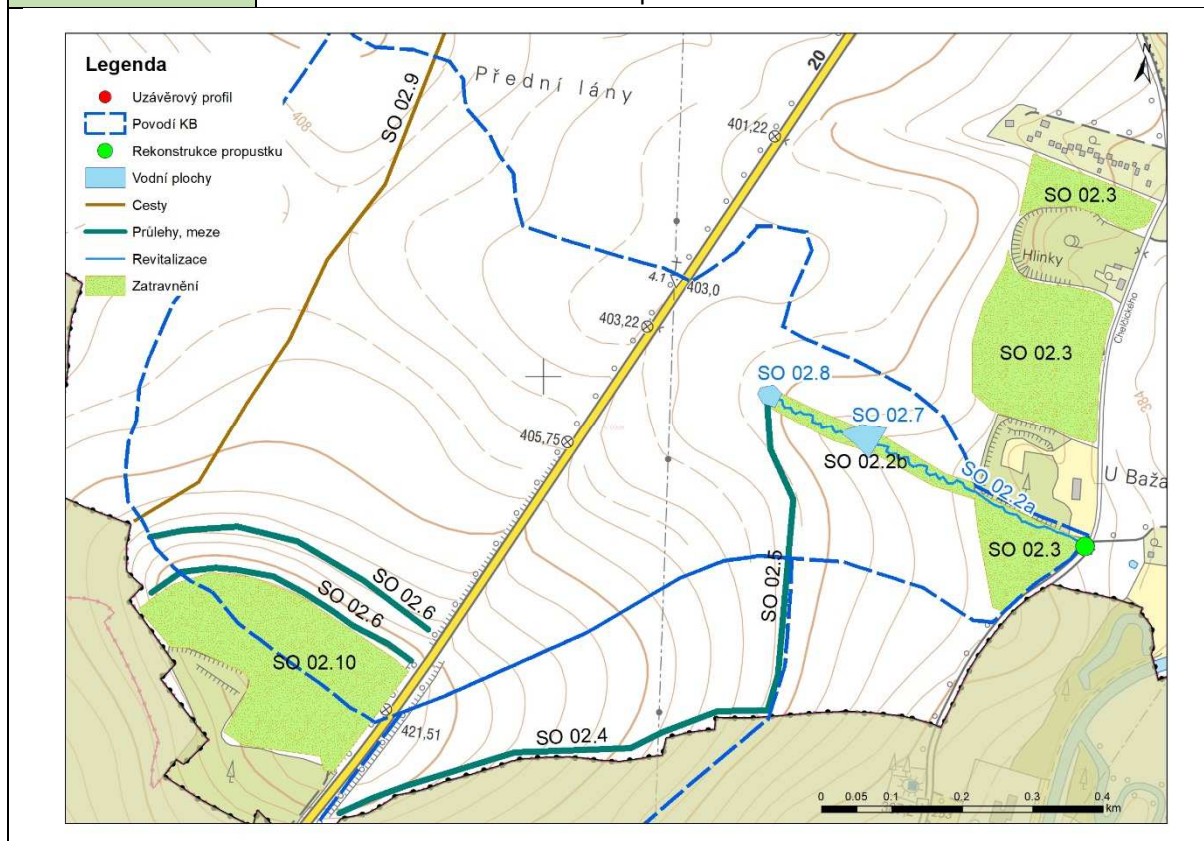 Legenda
Uzávěrový profil
Povodí KB
Rekonstrukce propustku
Vodní plochy
Cesty
Průlehy, meze
Revitalizace
Zatravnění
408
SO 02.9
Přední lány
20
401,22
4.1
403,0
403,22
405,75
421,51
SO 02.3
Hlinky
Chelčického
SO 02.3
384
SO 02.8
SO 02.7
SO 02.2b
SO 02.2a
U Baža
SO 02.3
SO 02.5
SO 02.6
SO 02.6
SO 02.10
SO 02.4
0 0.05 0.1 0.2 0.3 0.4
km